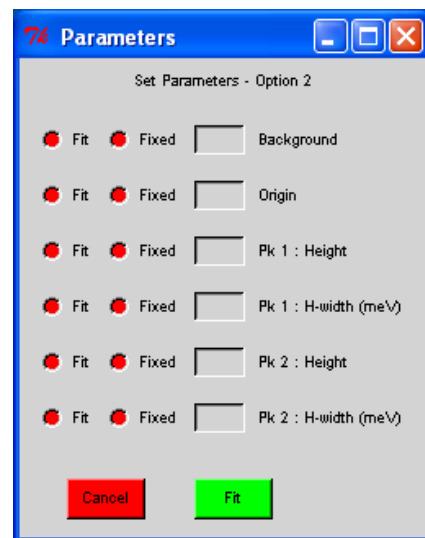 Parameters
Set Parameters - Option 2
Fit Fixed Background
Fit Fixed Origin
Fit Fixed Pk 1 : Height
Fit Fixed Pk 1 : H-width (meV)
Fit Fixed Pk 2 : Height
Fit Fixed Pk 2 : H-width (meV)
Cancel Fit